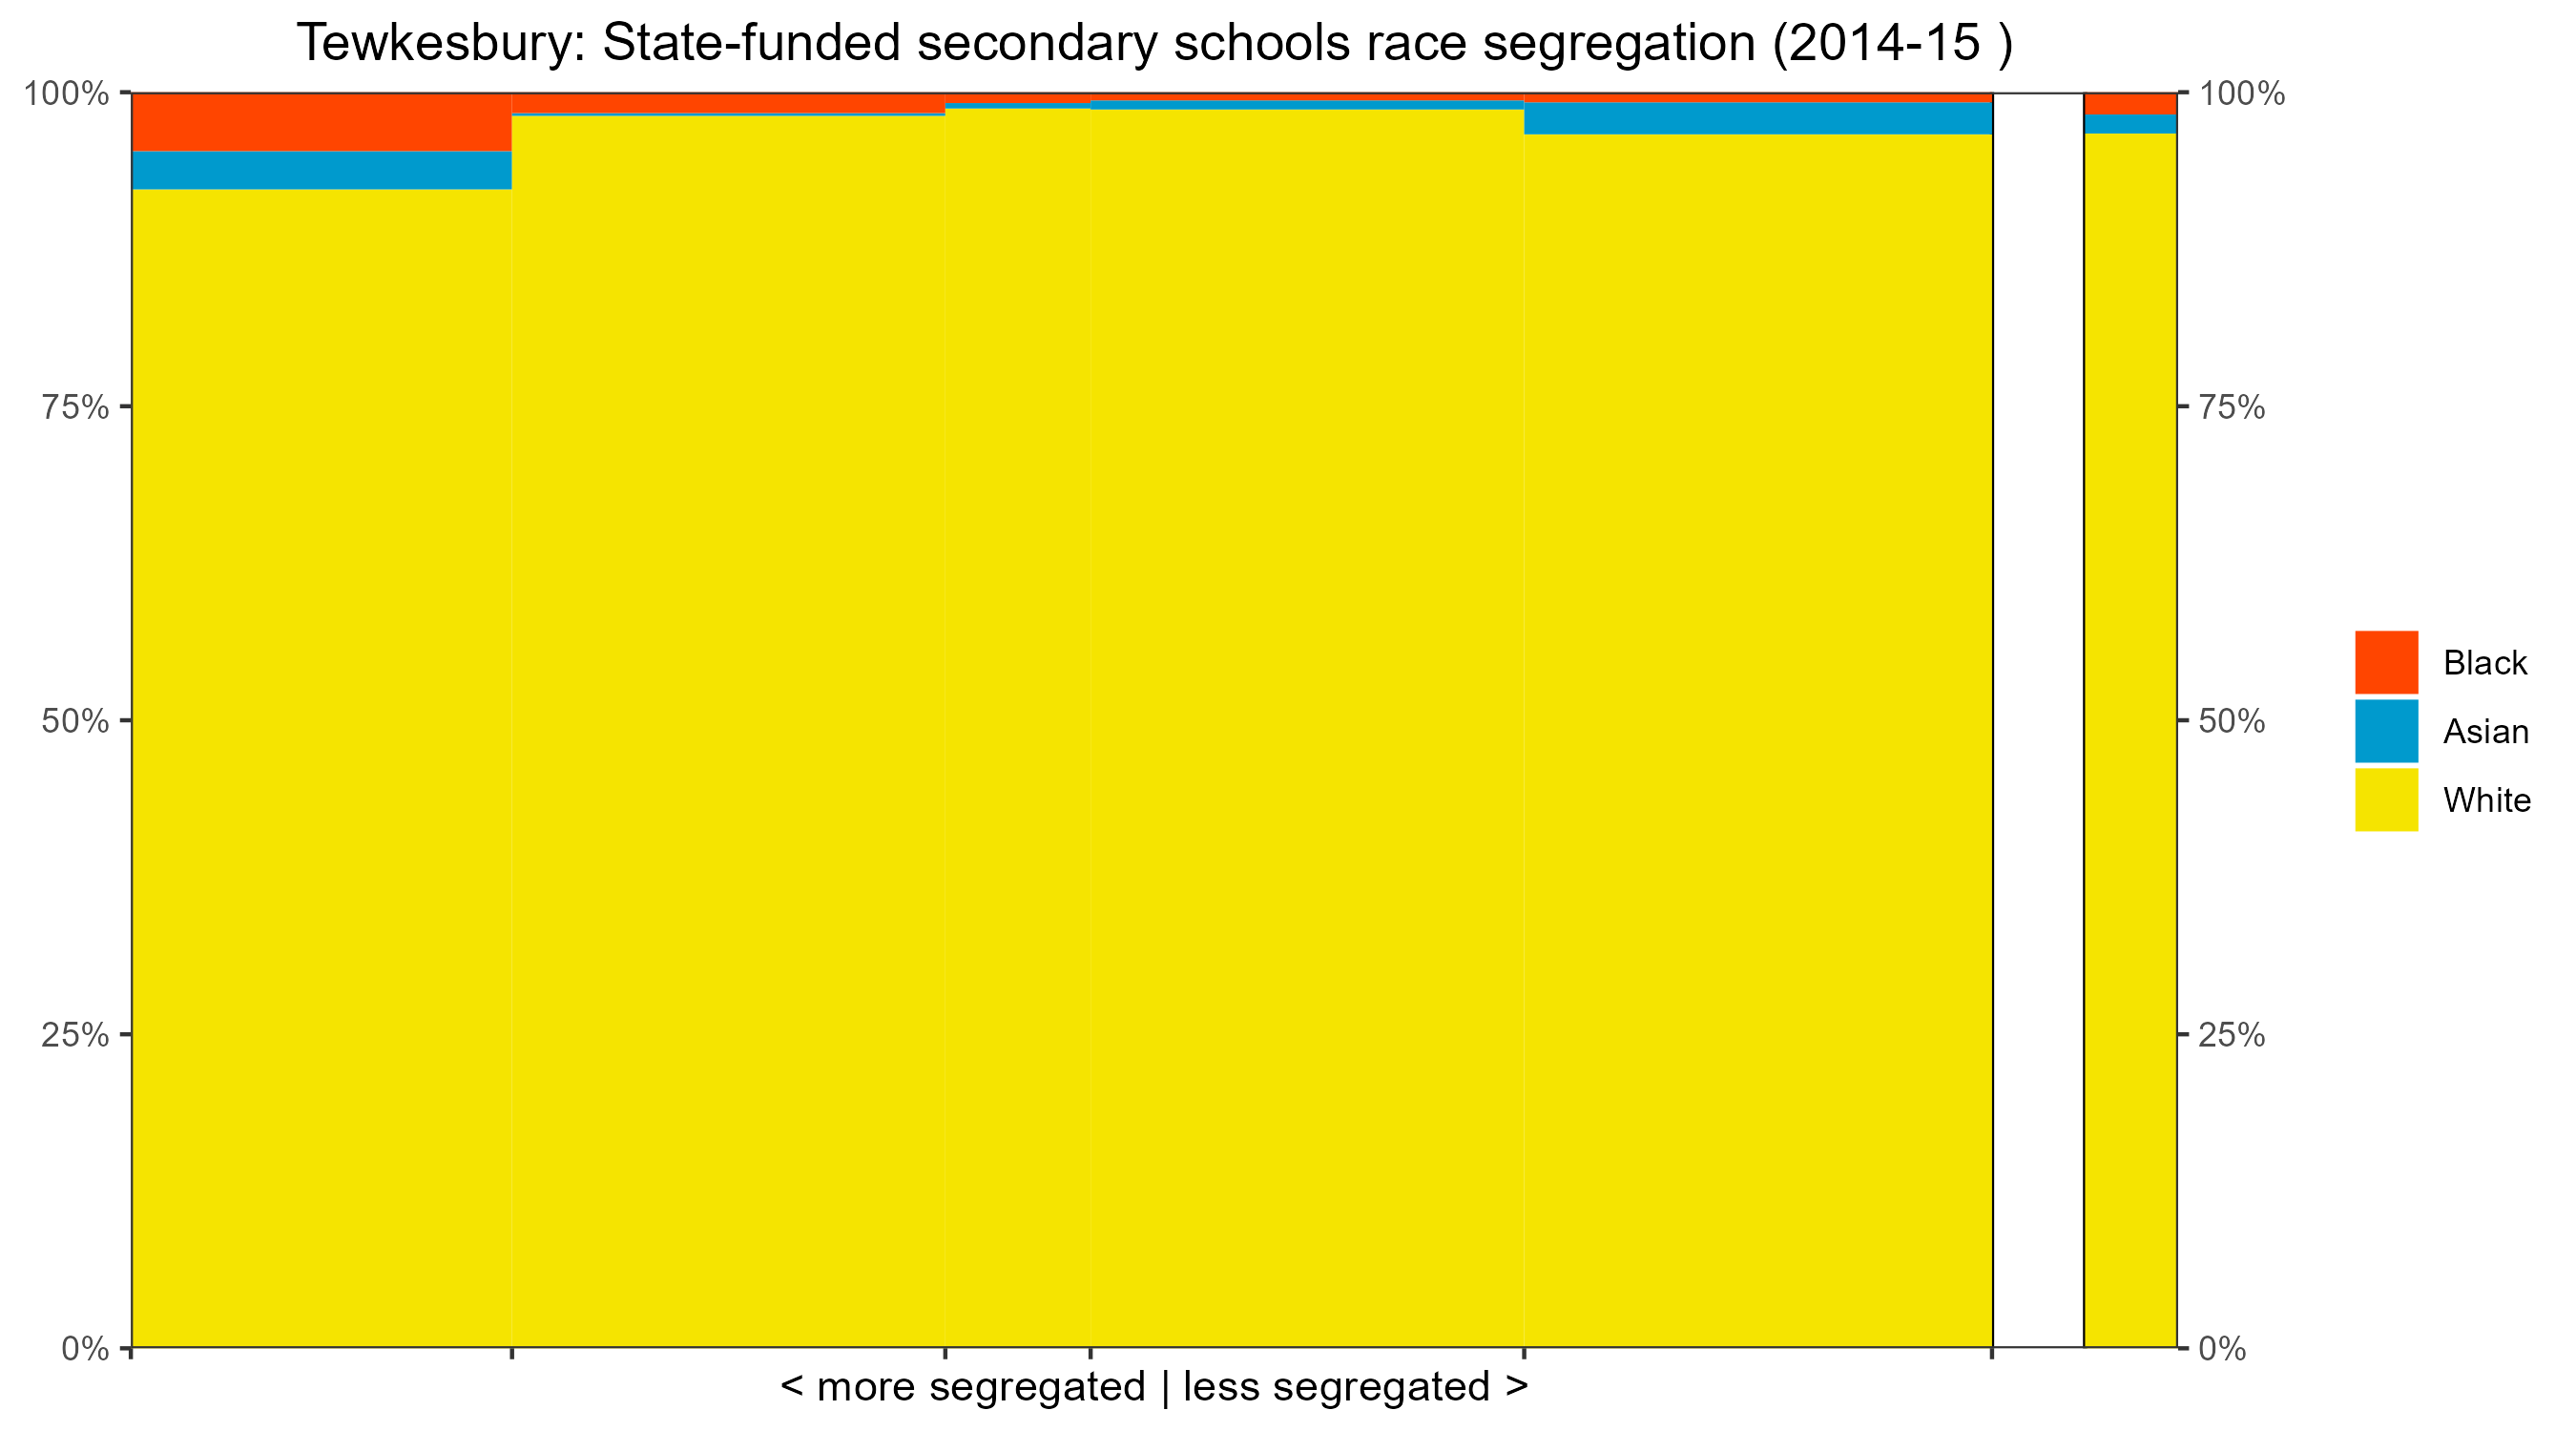 Tewkesbury: State-funded secondary schools race segregation (2014-15 )
100%
75%
50%
25%
0%
100%
75%
50%
25%
0%
Black
Asian
White
< more segregated | less segregated >